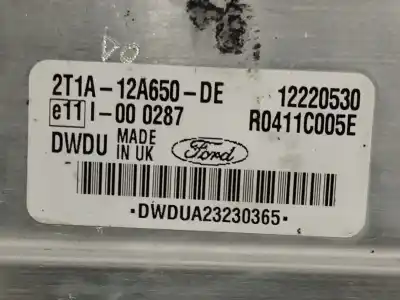 2T1A-12A650-DE 12220530
e11 I-00 0287 R0411C005E
DWDU MADE IN UK Ford
·DWDUA23230365·